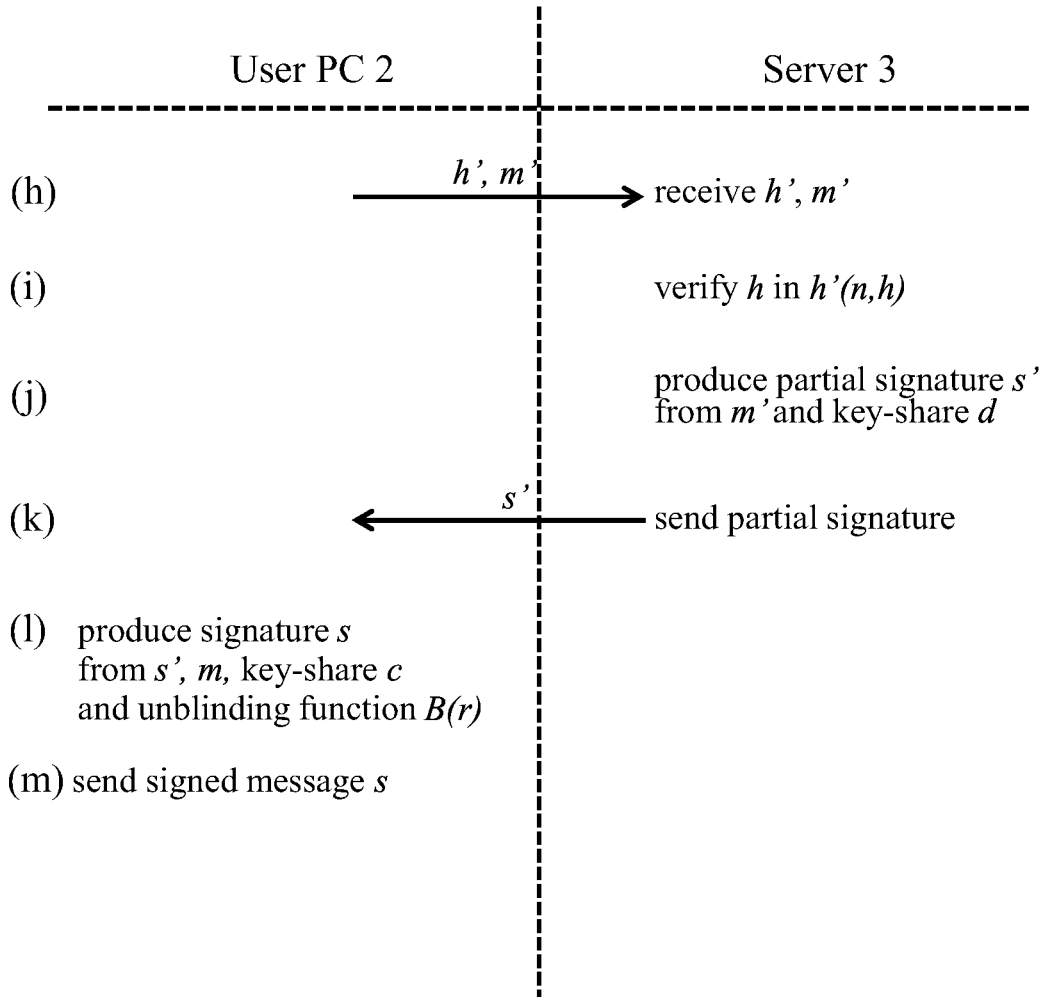 User PC 2
Server 3
h’, m’
(h)
receive h’, m’
(i)
verify h in h’(n,h)
(j)
produce partial signature s’
from m’ and key-share d
s’
(k)
send partial signature
(l) produce signature s
from s’, m, key-share c
and unblinding function B(r)
(m) send signed message s